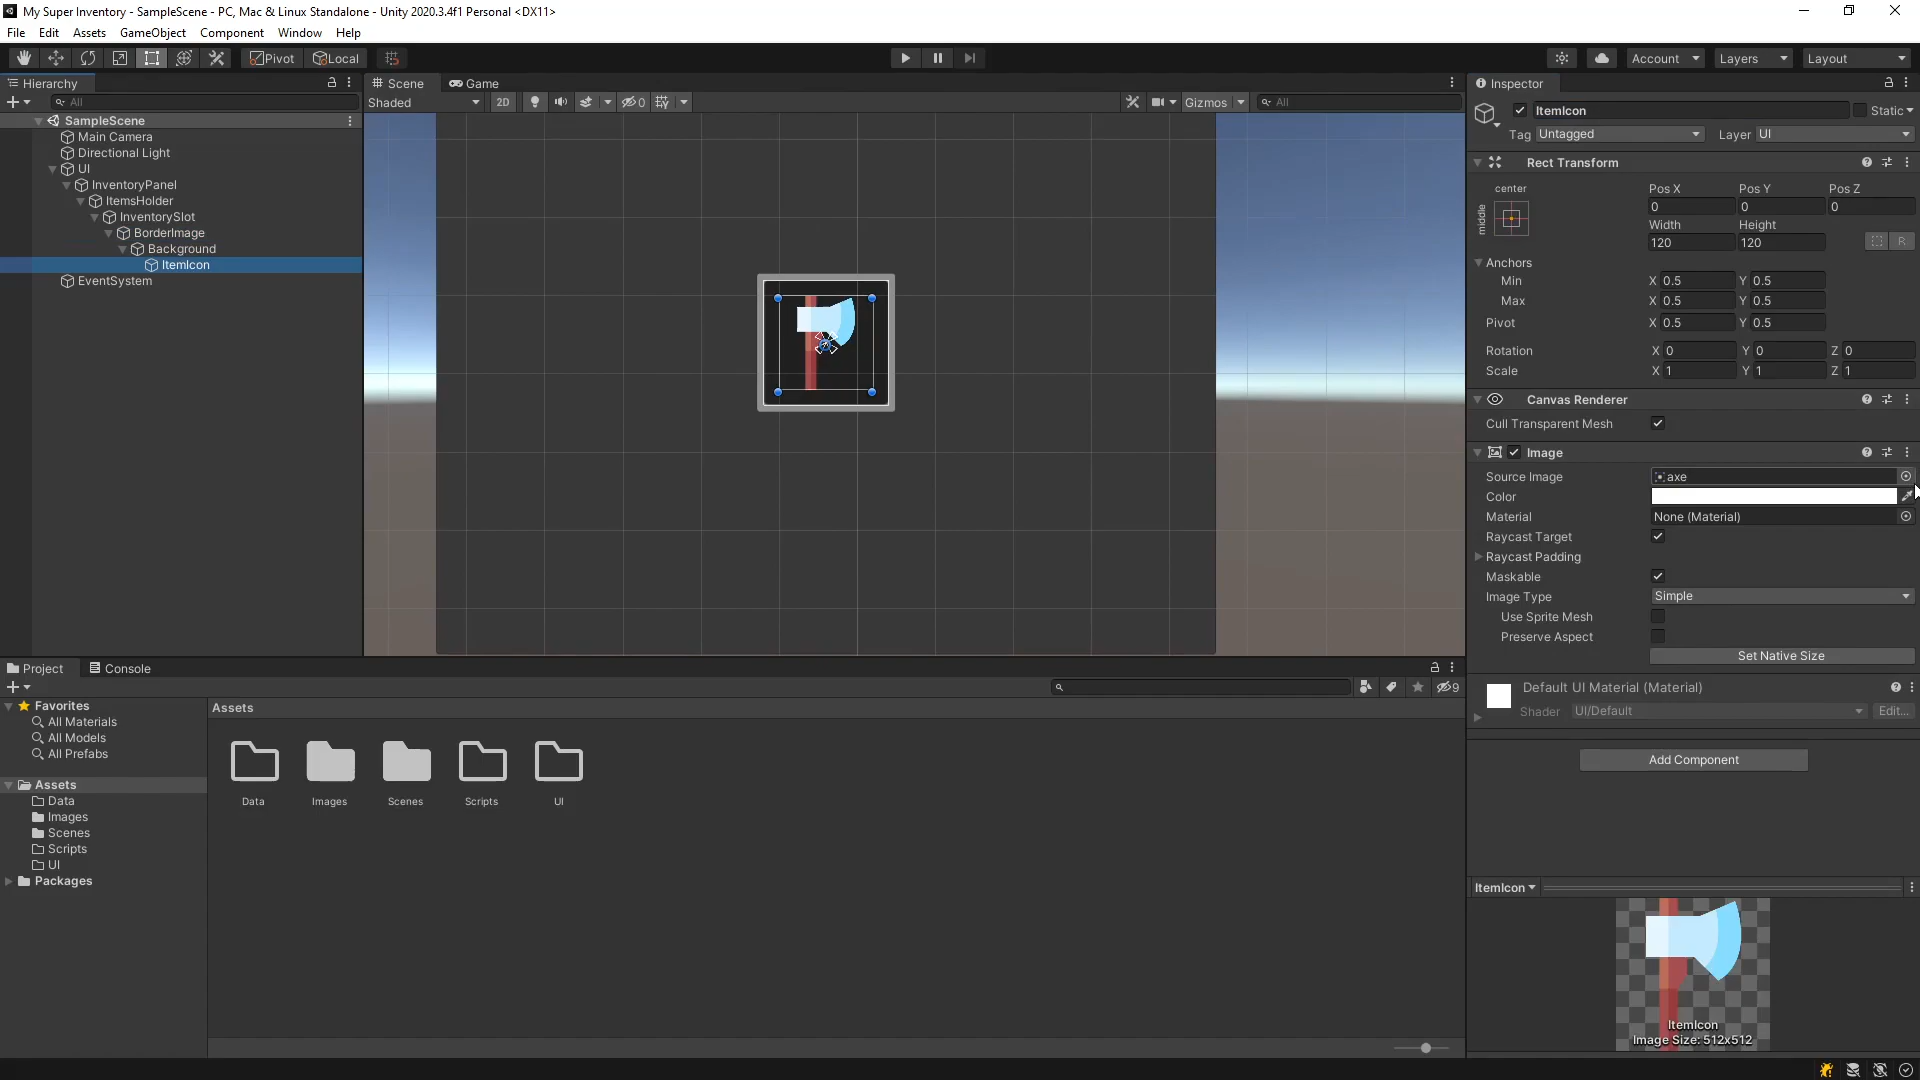 My Super Inventory - SampleScene - PC, Mac & Linux Standalone - Unity 2020.3.4f1 Personal <DX11>
File Edit Assets GameObject Component Window Help
Pivot Local Account Layers Layout
Hierarchy
All
SampleScene
Main Camera
Directional Light
UI
InventoryPanel
ItemsHolder
InventorySlot
BorderImage
Background
ItemIcon
EventSystem
Scene Game
Shaded 2D 0 Gizmos All
Inspector
ItemIcon Static
Tag Untagged Layer UI
Rect Transform
center
middle
Pos X Pos Y Pos Z
0 0 0
Width Height
120 120 R
Anchors
Min X 0.5 Y 0.5
Max X 0.5 Y 0.5
Pivot X 0.5 Y 0.5
Rotation X 0 Y 0 Z 0
Scale X 1 Y 1 Z 1
Canvas Renderer
Cull Transparent Mesh
Image
Source Image axe
Color
Material None (Material)
Raycast Target
Raycast Padding
Maskable
Image Type Simple
Use Sprite Mesh
Preserve Aspect
Set Native Size
Default UI Material (Material)
Shader UI/Default Edit...
Add Component
ItemIcon
ItemIcon
Image Size: 512x512
Project Console
9
Favorites
All Materials
All Models
All Prefabs
Assets
Data
Images
Scenes
Scripts
UI
Packages
Assets
Data Images Scenes Scripts UI